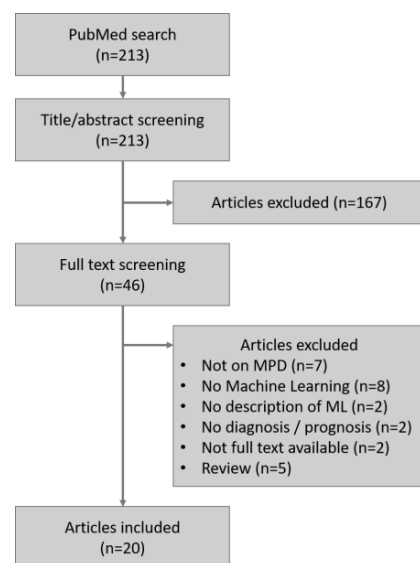 PubMed search
(n=213)
Title/abstract screening
(n=213)
Articles excluded (n=167)
Full text screening
(n=46)
Articles excluded
• Not on MPD (n=7)
• No Machine Learning (n=8)
• No description of ML (n=2)
• No diagnosis / prognosis (n=2)
• Not full text available (n=2)
• Review (n=5)
Articles included
(n=20)